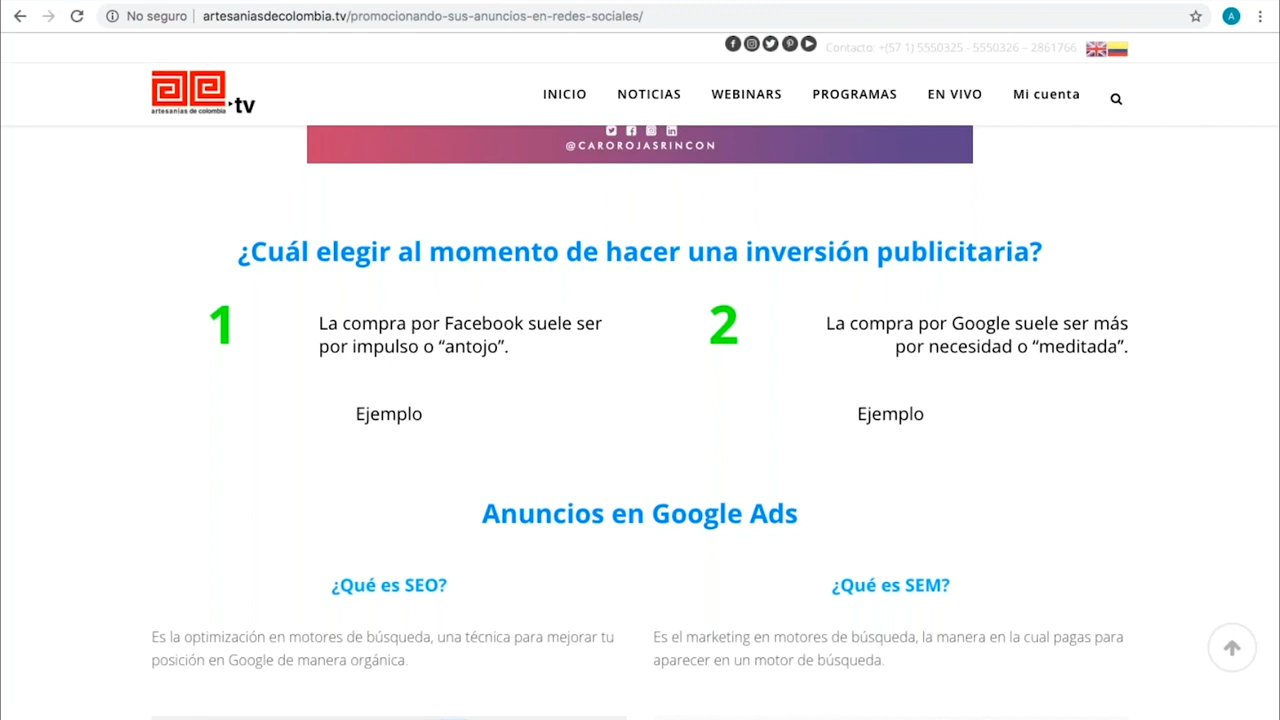 No seguro
artesaniasdecolombia.tv/promocionando-sus-anuncios-en-redes-sociales/
A
Contacto: +(57 1) 5550325 - 5550326 – 2861766
artesanías de colombia
tv
INICIO
NOTICIAS
WEBINARS
PROGRAMAS
EN VIVO
Mi cuenta
@CAROROJASRINCON
¿Cuál elegir al momento de hacer una inversión publicitaria?
1
La compra por Facebook suele ser
por impulso o “antojo”.
Ejemplo
2
La compra por Google suele ser más
por necesidad o “meditada”.
Ejemplo
Anuncios en Google Ads
¿Qué es SEO?
Es la optimización en motores de búsqueda, una técnica para mejorar tu
posición en Google de manera orgánica.
¿Qué es SEM?
Es el marketing en motores de búsqueda, la manera en la cual pagas para
aparecer en un motor de búsqueda.